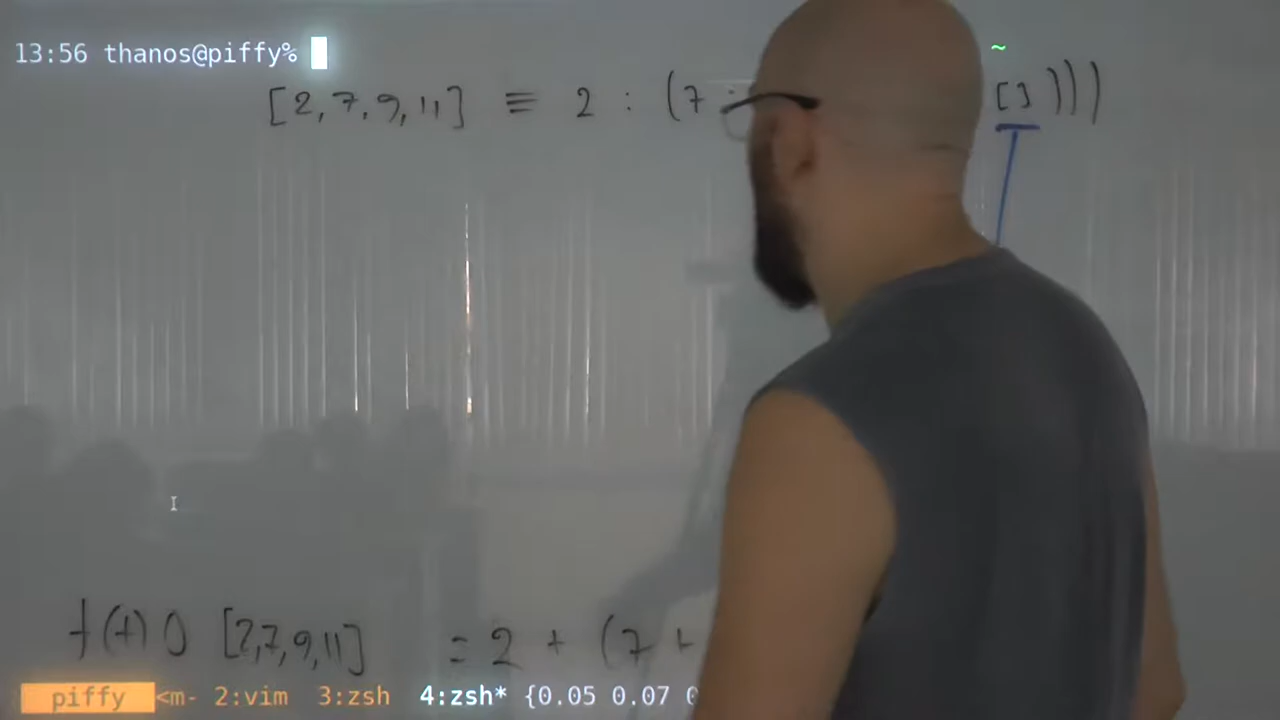 13:56 thanos@piffy%
~
[2,7,9,11] ≡ 2 : (7 : [])))
f (+) 0 [2,7,9,11] = 2 + (7 +
piffy <m- 2:vim 3:zsh 4:zsh* {0.05 0.07 0